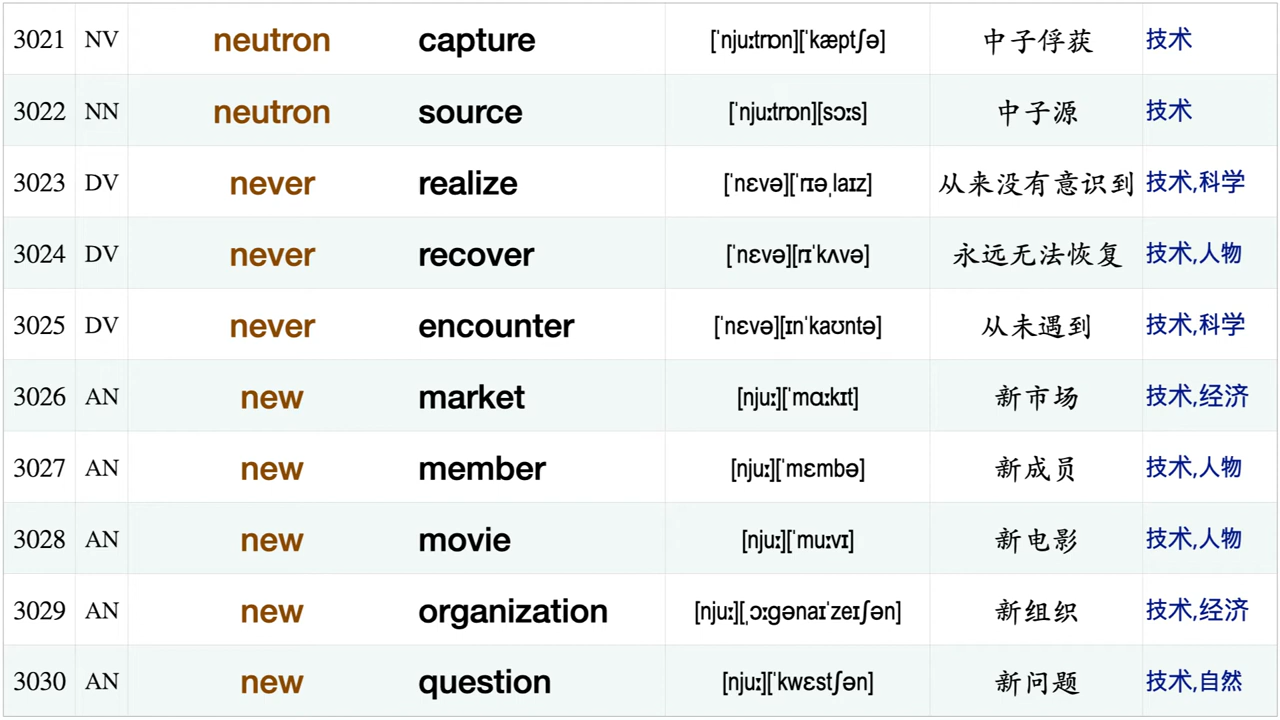 3021 NV neutron capture [ˈnjuːtrɒn][ˈkæptʃə] 中子俘获 技术
3022 NN neutron source [ˈnjuːtrɒn][sɔːs] 中子源 技术
3023 DV never realize [ˈnɛvə][ˈrɪəˌlaɪz] 从来没有意识到 技术,科学
3024 DV never recover [ˈnɛvə][rɪˈkʌvə] 永远无法恢复 技术,人物
3025 DV never encounter [ˈnɛvə][ɪnˈkaʊntə] 从未遇到 技术,科学
3026 AN new market [njuː][ˈmɑːkɪt] 新市场 技术,经济
3027 AN new member [njuː][ˈmɛmbə] 新成员 技术,人物
3028 AN new movie [njuː][ˈmuːvɪ] 新电影 技术,人物
3029 AN new organization [njuː][ˌɔːgənaɪˈzeɪʃən] 新组织 技术,经济
3030 AN new question [njuː][ˈkwɛstʃən] 新问题 技术,自然